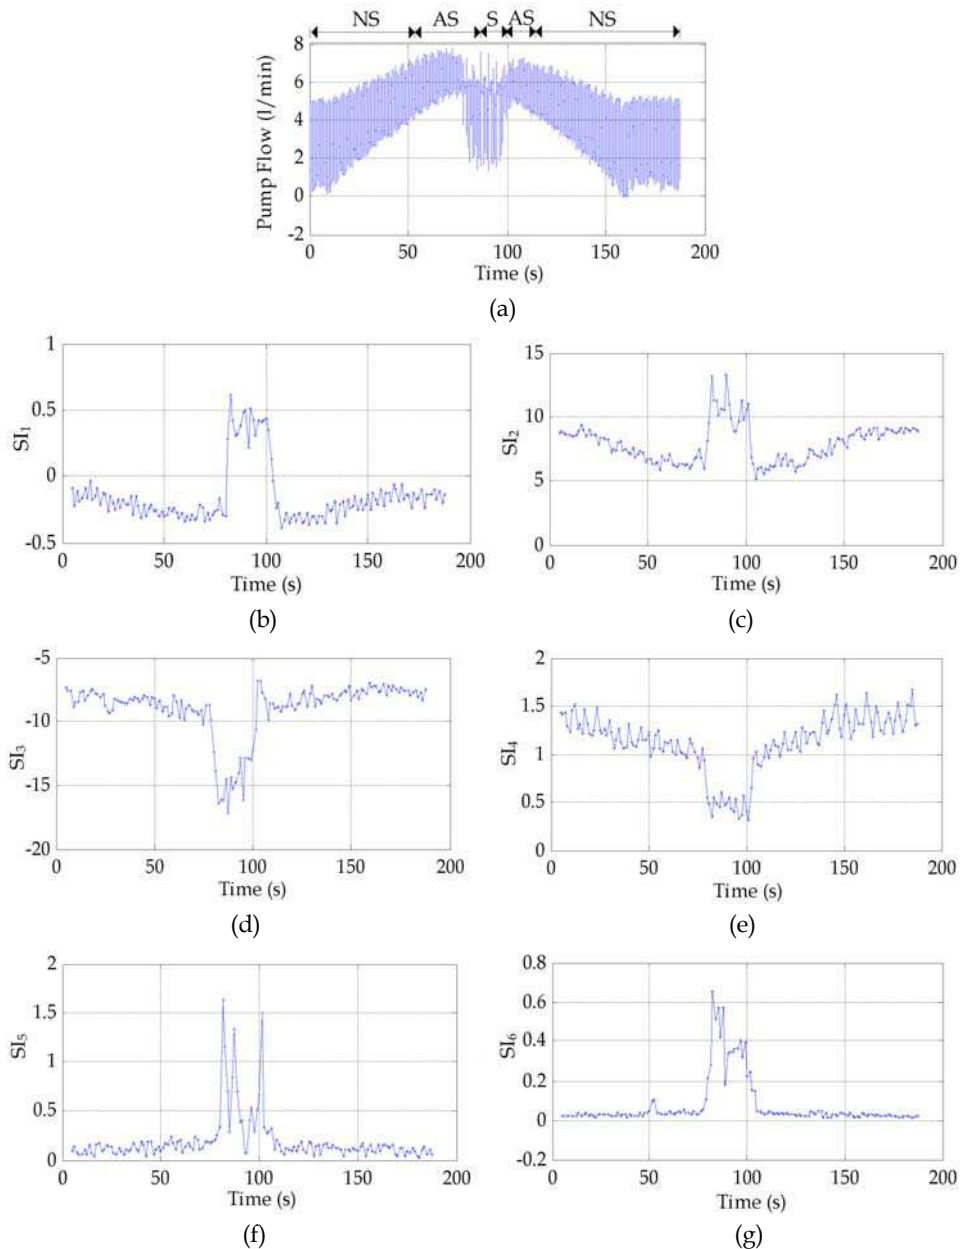 NS AS S AS NS
8
6
4
2
0
-2
Pump Flow (l/min)
0 50 100 150 200
Time (s)
(a)
1
0.5
0
-0.5
SI₁
0 50 100 150 200
Time (s)
(b)
15
10
5
0
SI₂
0 50 100 150 200
Time (s)
(c)
-5
-10
-15
-20
SI₃
0 50 100 150 200
Time (s)
(d)
2
1.5
1
0.5
0
SI₄
0 50 100 150 200
Time (s)
(e)
2
1.5
1
0.5
0
SI₅
0 50 100 150 200
Time (s)
(f)
0.8
0.6
0.4
0.2
0
-0.2
SI₆
0 50 100 150 200
Time (s)
(g)